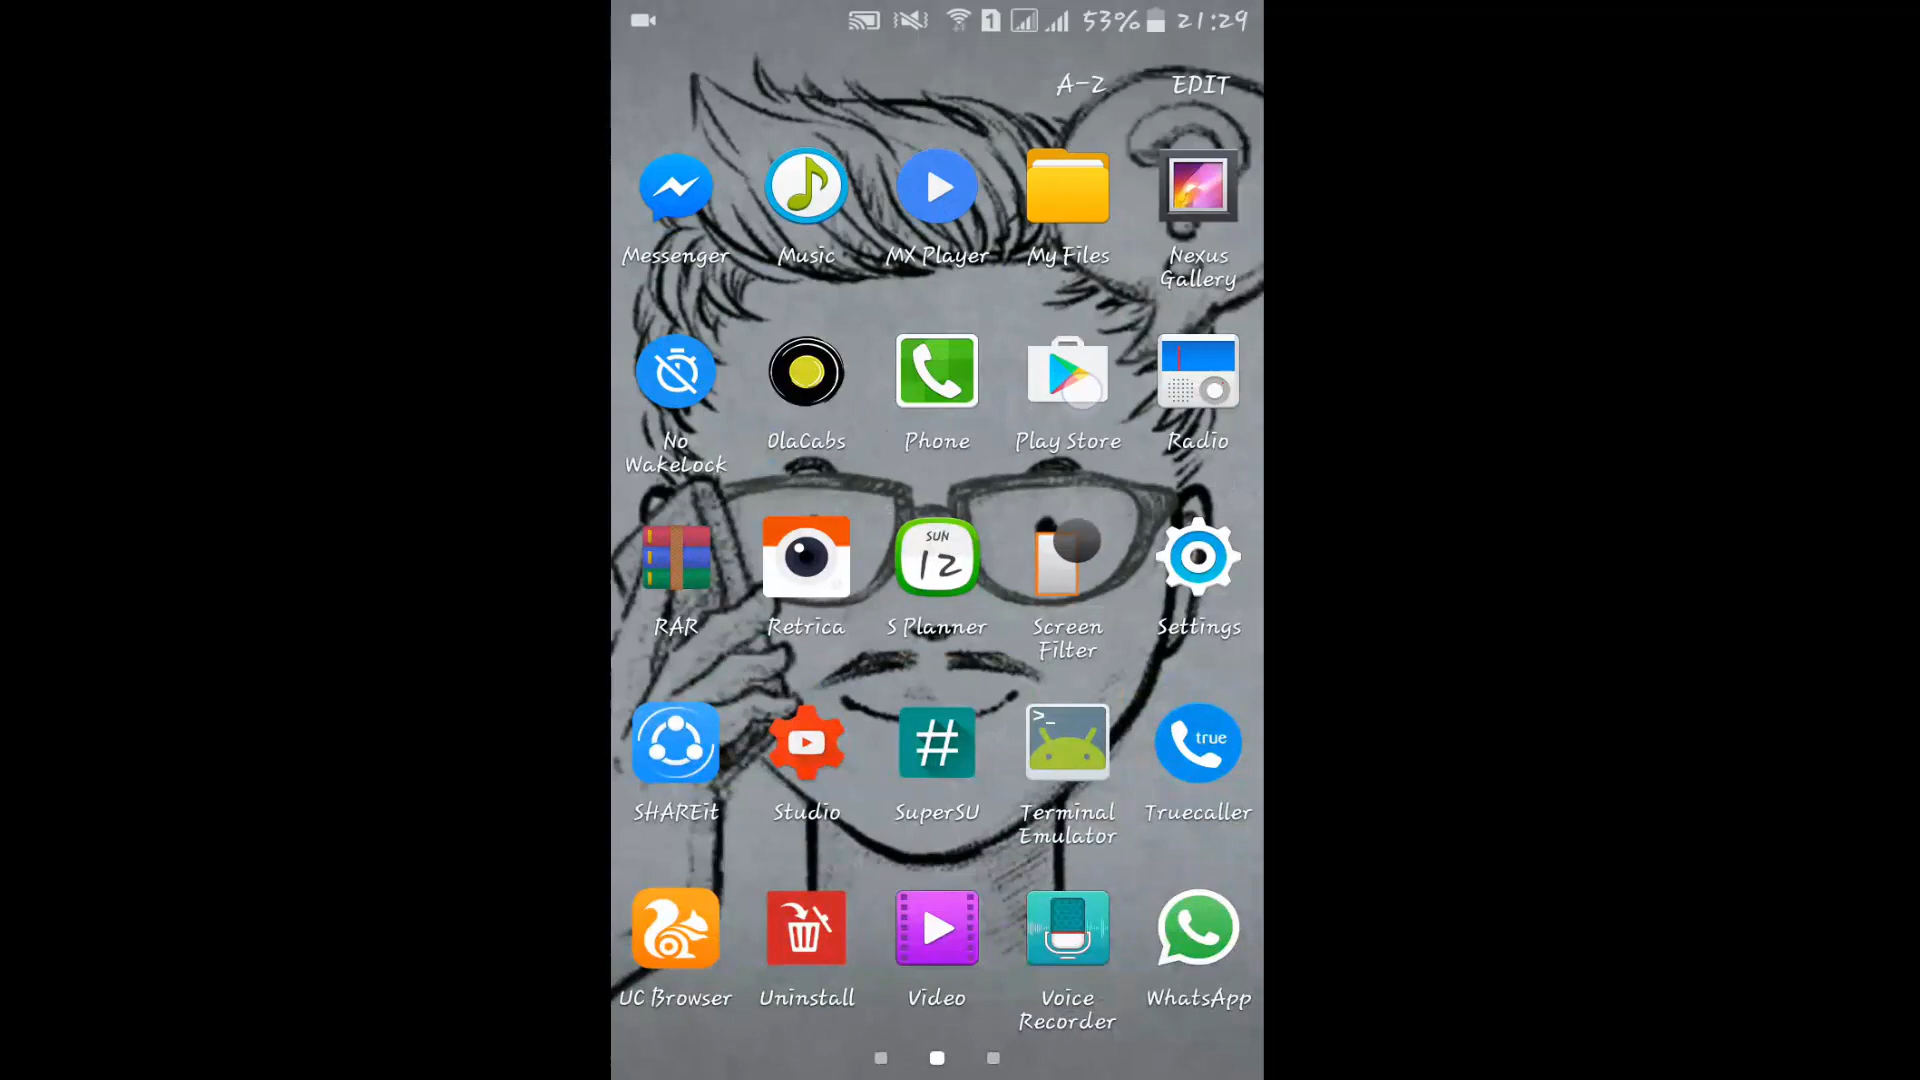 1 53% 21:29
A-Z EDIT
Messenger Music MX Player My Files Nexus
Gallery
No OlaCabs Phone Play Store Radio
WakeLock
SUN
12
RAR Retrica S Planner Screen Settings
Filter
#
>_
true
SHAREit Studio SuperSU Terminal Truecaller
Emulator
UC Browser Uninstall Video Voice WhatsApp
Recorder